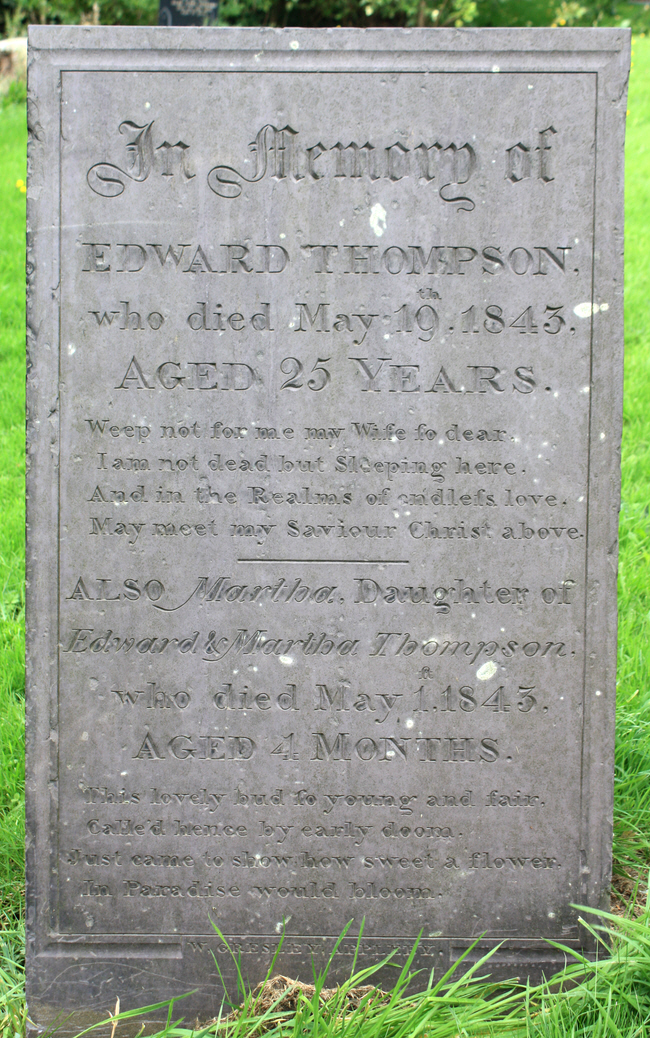 In Memory of
EDWARD THOMPSON,
who died May 19th, 1843,
AGED 25 YEARS.
Weep not for me my Wife ſo dear,
I am not dead but Sleeping here,
And in the Realms of endleſs love.
May meet my Saviour Christ above.
ALSO Martha, Daughter of
Edward & Martha Thompson.
who died May 1ſt, 1843,
AGED 4 MONTHS.
This lovely bud ſo young and fair,
Calle'd hence by early doom.
Just came to show, how sweet a flower,
In Paradise would bloom.
W. GRESLEY